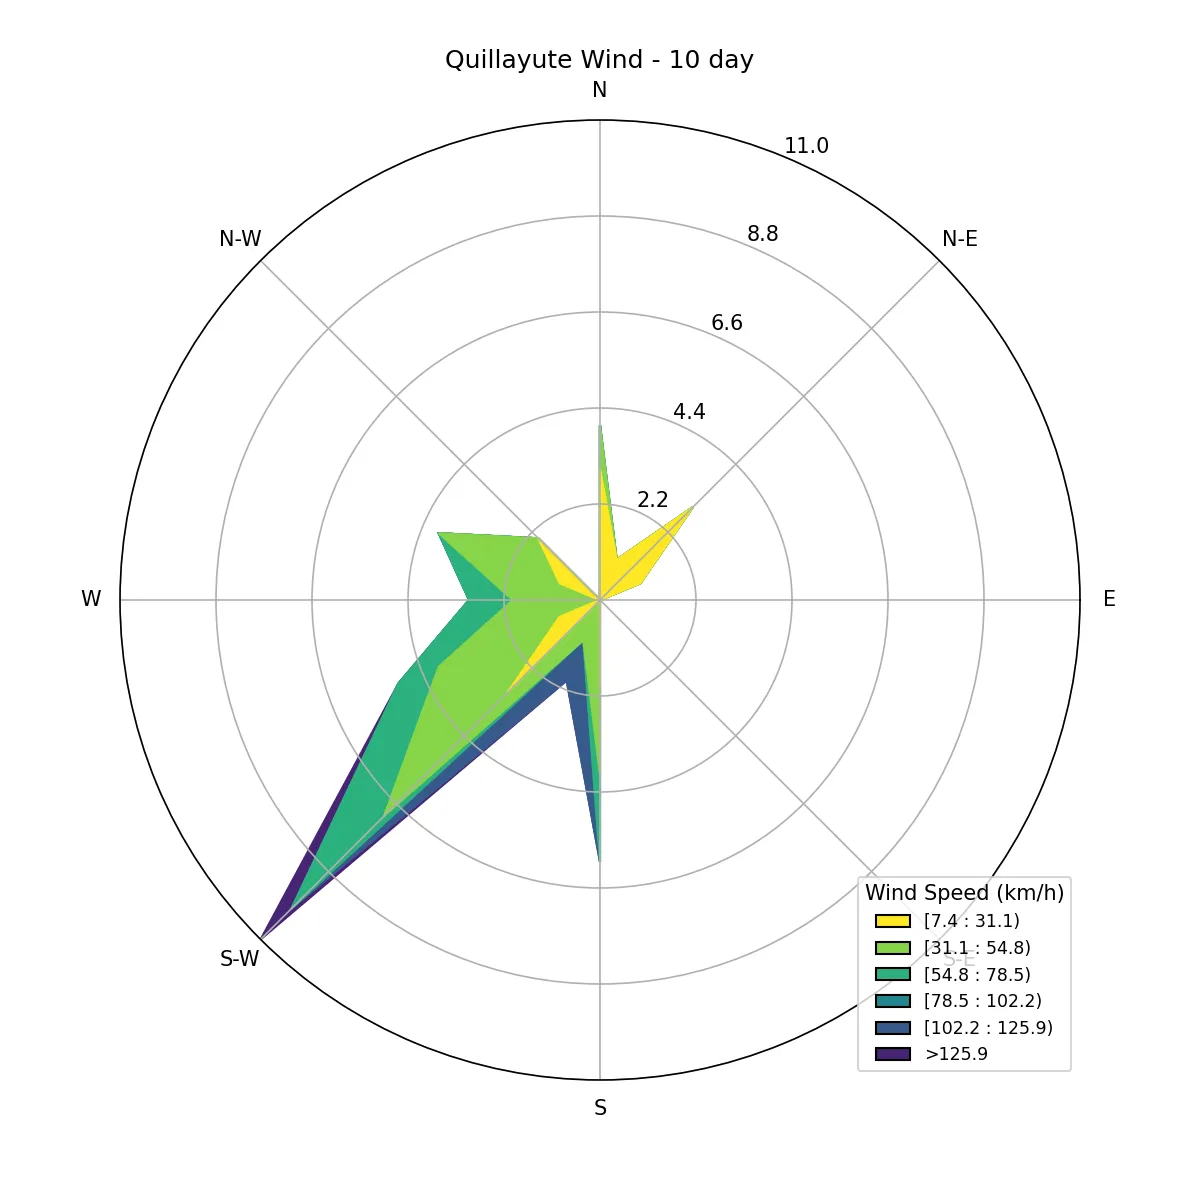 Quillayute Wind - 10 day
N
11.0
N-W
8.8
N-E
6.6
4.4
2.2
W
E
S-W
S-E
Wind Speed (km/h)
[7.4 : 31.1)
[31.1 : 54.8)
[54.8 : 78.5)
[78.5 : 102.2)
[102.2 : 125.9)
>125.9
S